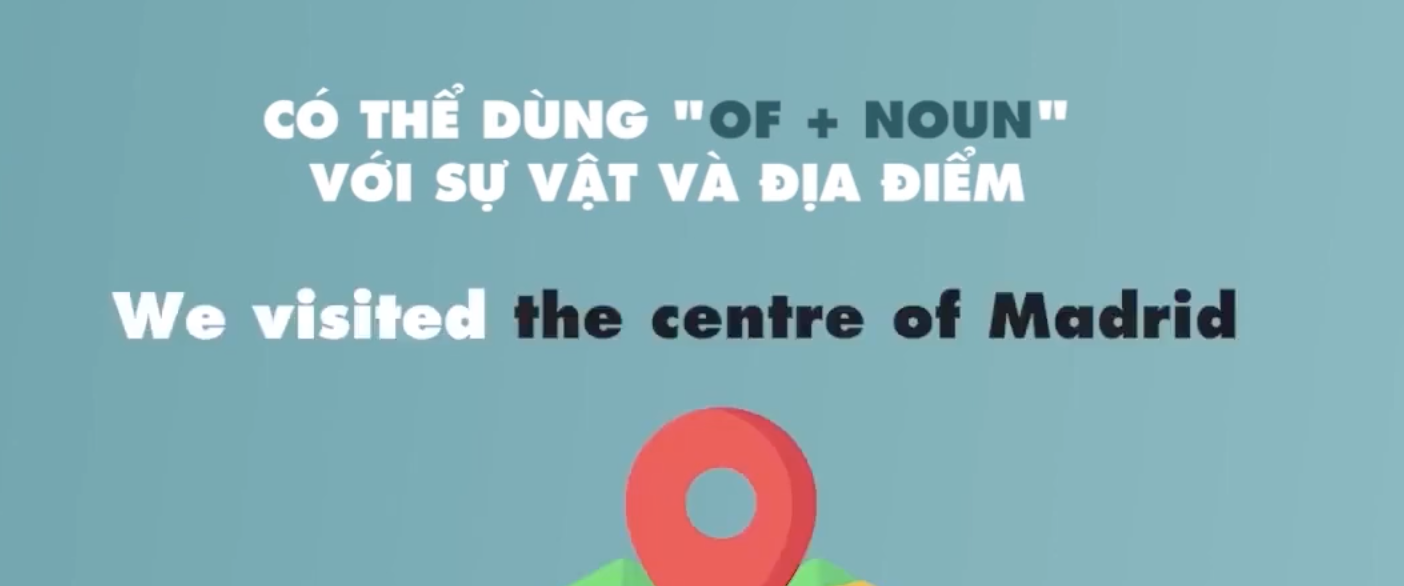 CÓ THỂ DÙNG "OF + NOUN"
VỚI SỰ VẬT VÀ ĐỊA ĐIỂM
We visited the centre of Madrid